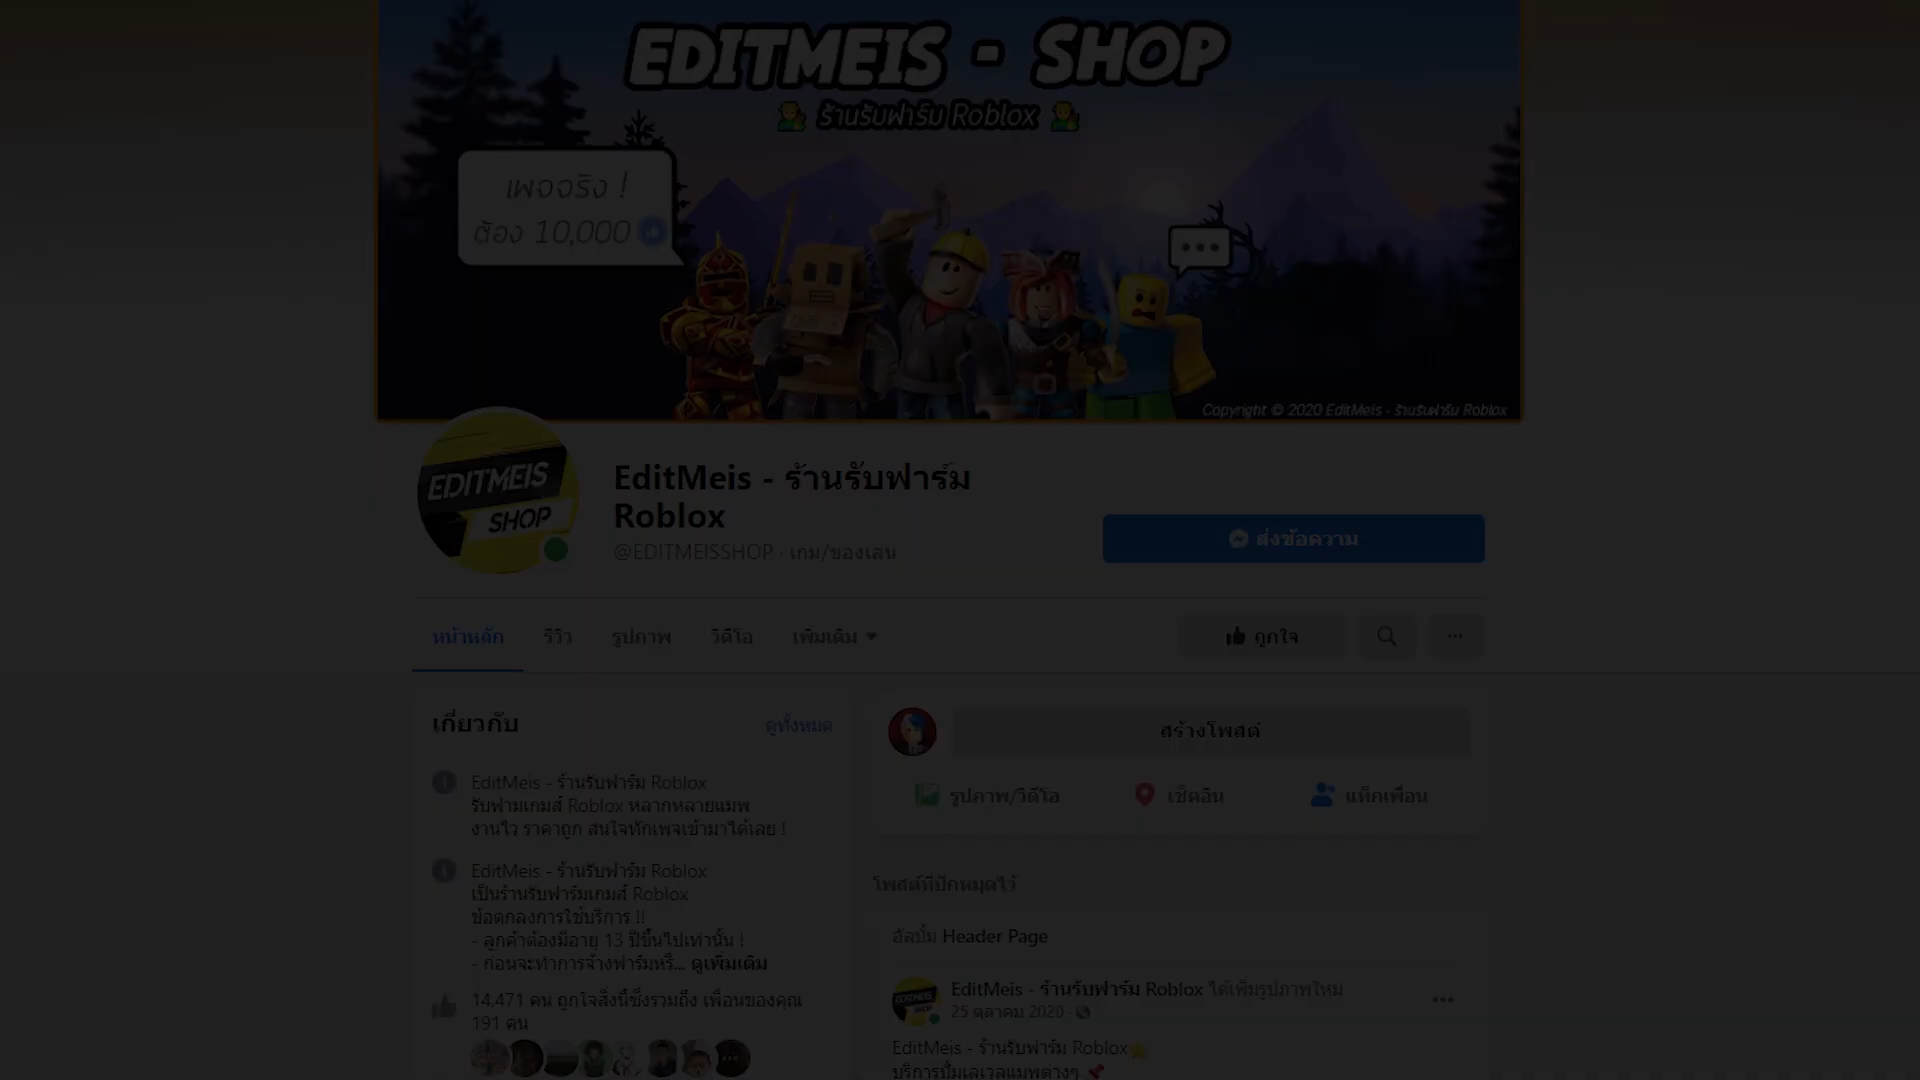 EDITMEIS - SHOP
ร้านรับฟาร์ม Roblox
เพจจริง !
ต้อง 10,000
Copyright © 2020 EditMeis - ร้านรับฟาร์ม Roblox
EDITMEIS
SHOP
EditMeis - ร้านรับฟาร์ม
Roblox
@EDITMEISSHOP · เกม/ของเล่น
ส่งข้อความ
หน้าหลัก รีวิว รูปภาพ วิดีโอ เพิ่มเติม
ถูกใจ
เกี่ยวกับ ดูทั้งหมด
EditMeis - ร้านรับฟาร์ม Roblox
รับฟามเกมส์ Roblox หลากหลายแมพ
งานไว ราคาถูก สนใจทักเพจเข้ามาได้เลย !
EditMeis - ร้านรับฟาร์ม Roblox
เป็นร้านรับฟาร์มเกมส์ Roblox
ข้อตกลงการใช้บริการ !!
- ลูกค้าต้องมีอายุ 13 ปีขึ้นไปเท่านั้น !
- ก่อนจะทำการจ้างฟาร์มหรื... ดูเพิ่มเติม
14,471 คน ถูกใจสิ่งนี้ซึ่งรวมถึง เพื่อนของคุณ
191 คน
สร้างโพสต์
รูปภาพ/วิดีโอ เช็คอิน แท็กเพื่อน
โพสต์ที่ปักหมุดไว้
อัลบั้ม Header Page
EDITMEIS
SHOP
EditMeis - ร้านรับฟาร์ม Roblox ได้เพิ่มรูปภาพใหม่
25 ตุลาคม 2020 ·
EditMeis - ร้านรับฟาร์ม Roblox
บริการปั๊มเลเวลแมพต่างๆ